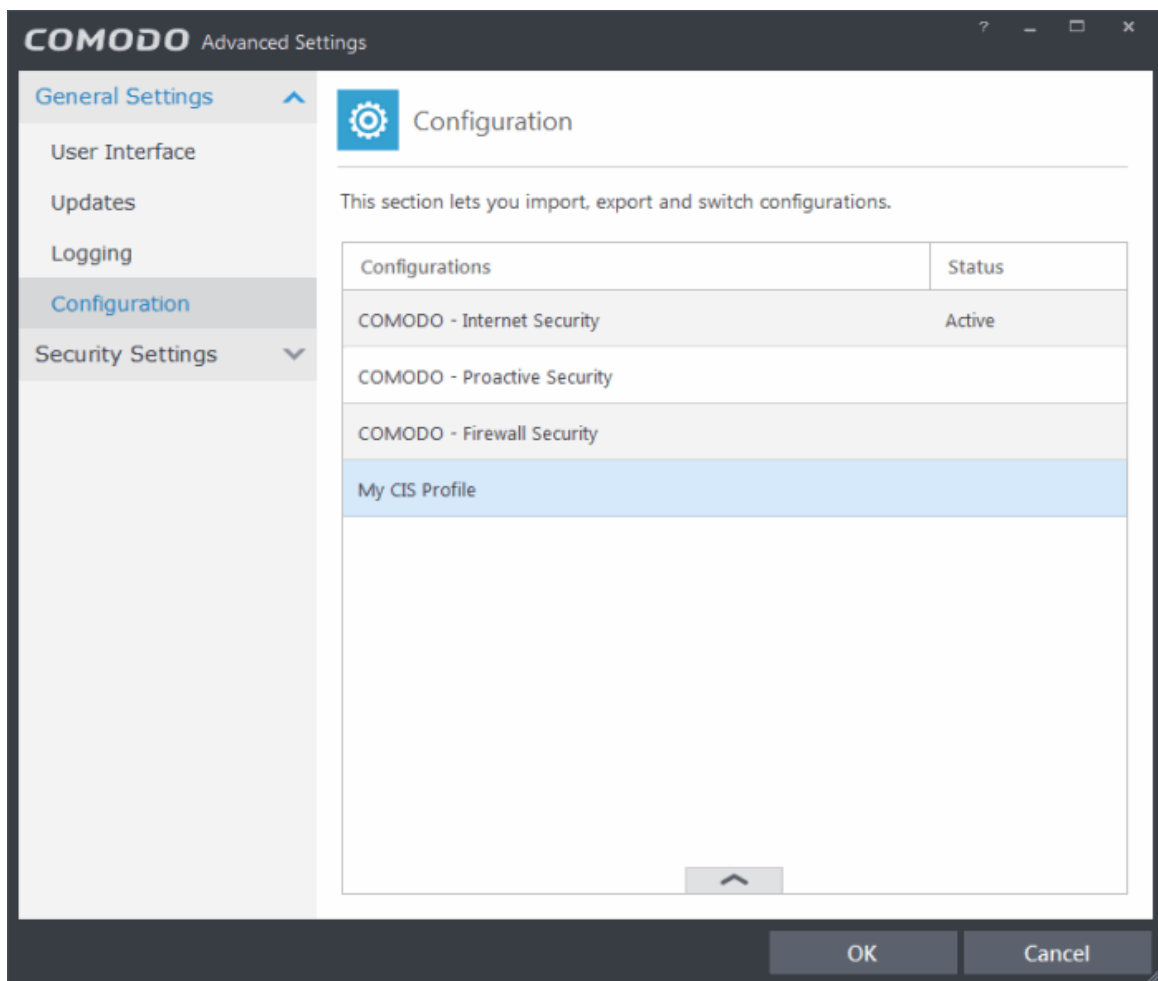 COMODO Advanced Settings
?
General Settings
User Interface
Updates
Logging
Configuration
Security Settings
Configuration
This section lets you import, export and switch configurations.
Configurations Status
COMODO - Internet Security Active
COMODO - Proactive Security
COMODO - Firewall Security
My CIS Profile
OK Cancel